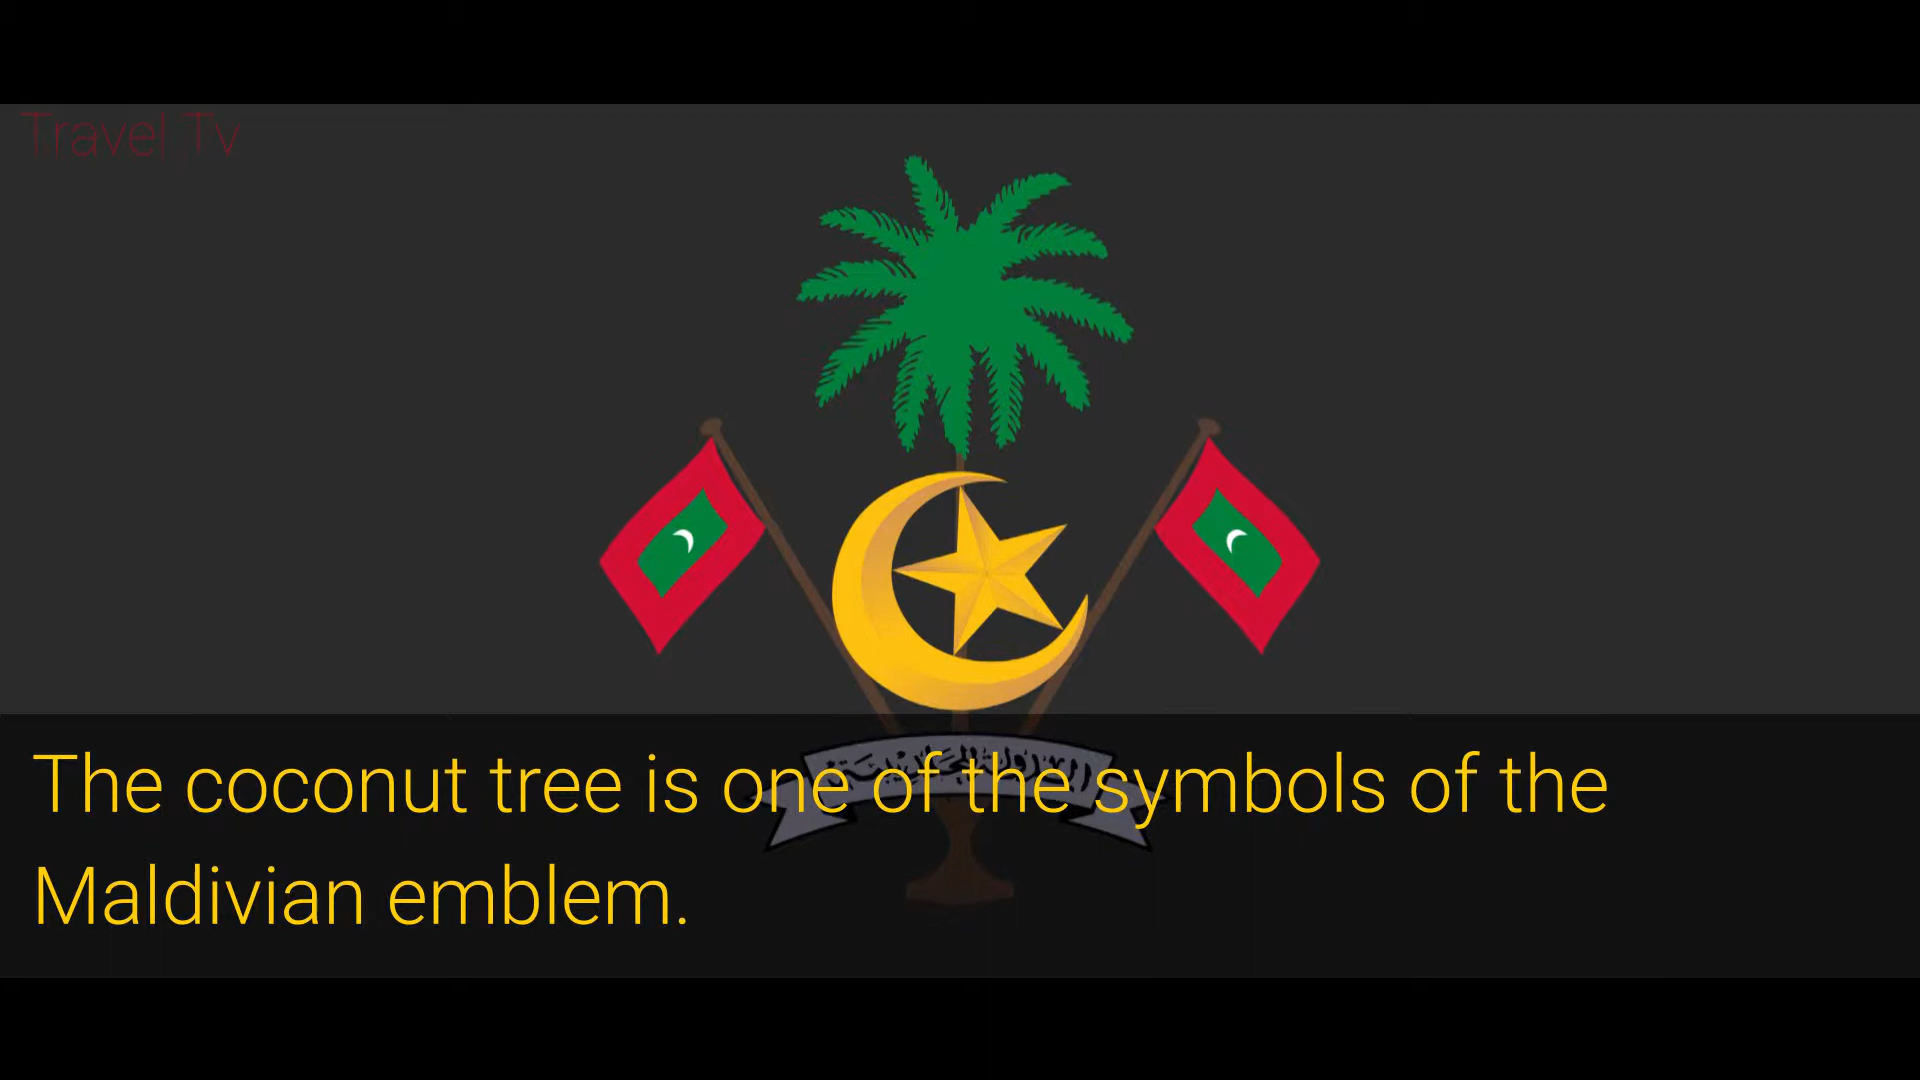 Travel Tv
The coconut tree is one of the symbols of the
Maldivian emblem.